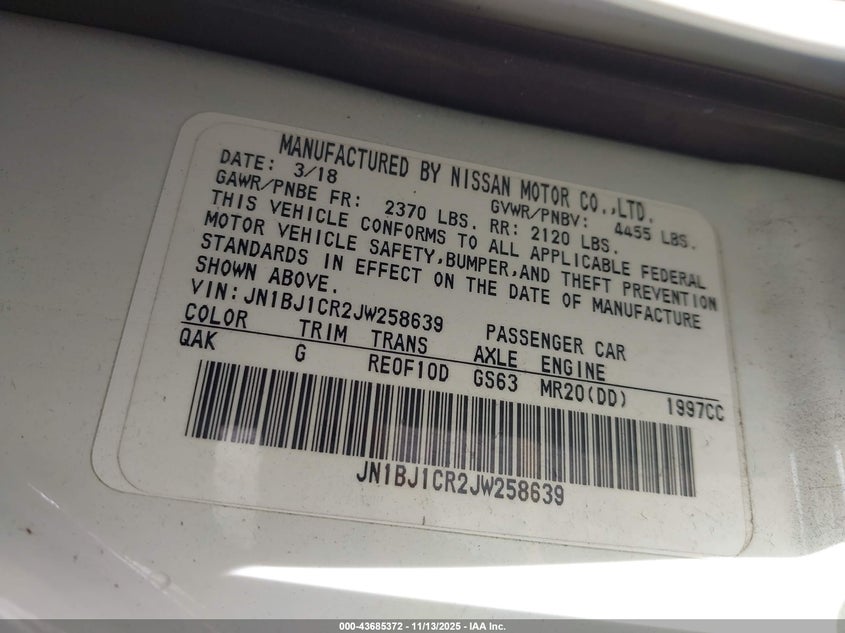 MANUFACTURED BY NISSAN MOTOR CO.,LTD.
DATE: 3/18 GVWR/PNBV: 4455 LBS.
GAWR/PNBE FR: 2370 LBS. RR: 2120 LBS.
THIS VEHICLE CONFORMS TO ALL APPLICABLE FEDERAL
MOTOR VEHICLE SAFETY,BUMPER,AND THEFT PREVENTION
STANDARDS IN EFFECT ON THE DATE OF MANUFACTURE
SHOWN ABOVE.
VIN:JN1BJ1CR2JW258639 PASSENGER CAR
COLOR TRIM TRANS AXLE ENGINE
QAK G RE0F10D GS63 MR20(DD) 1997CC
JN1BJ1CR2JW258639
000-43685372 - 11/13/2025 - IAA Inc.